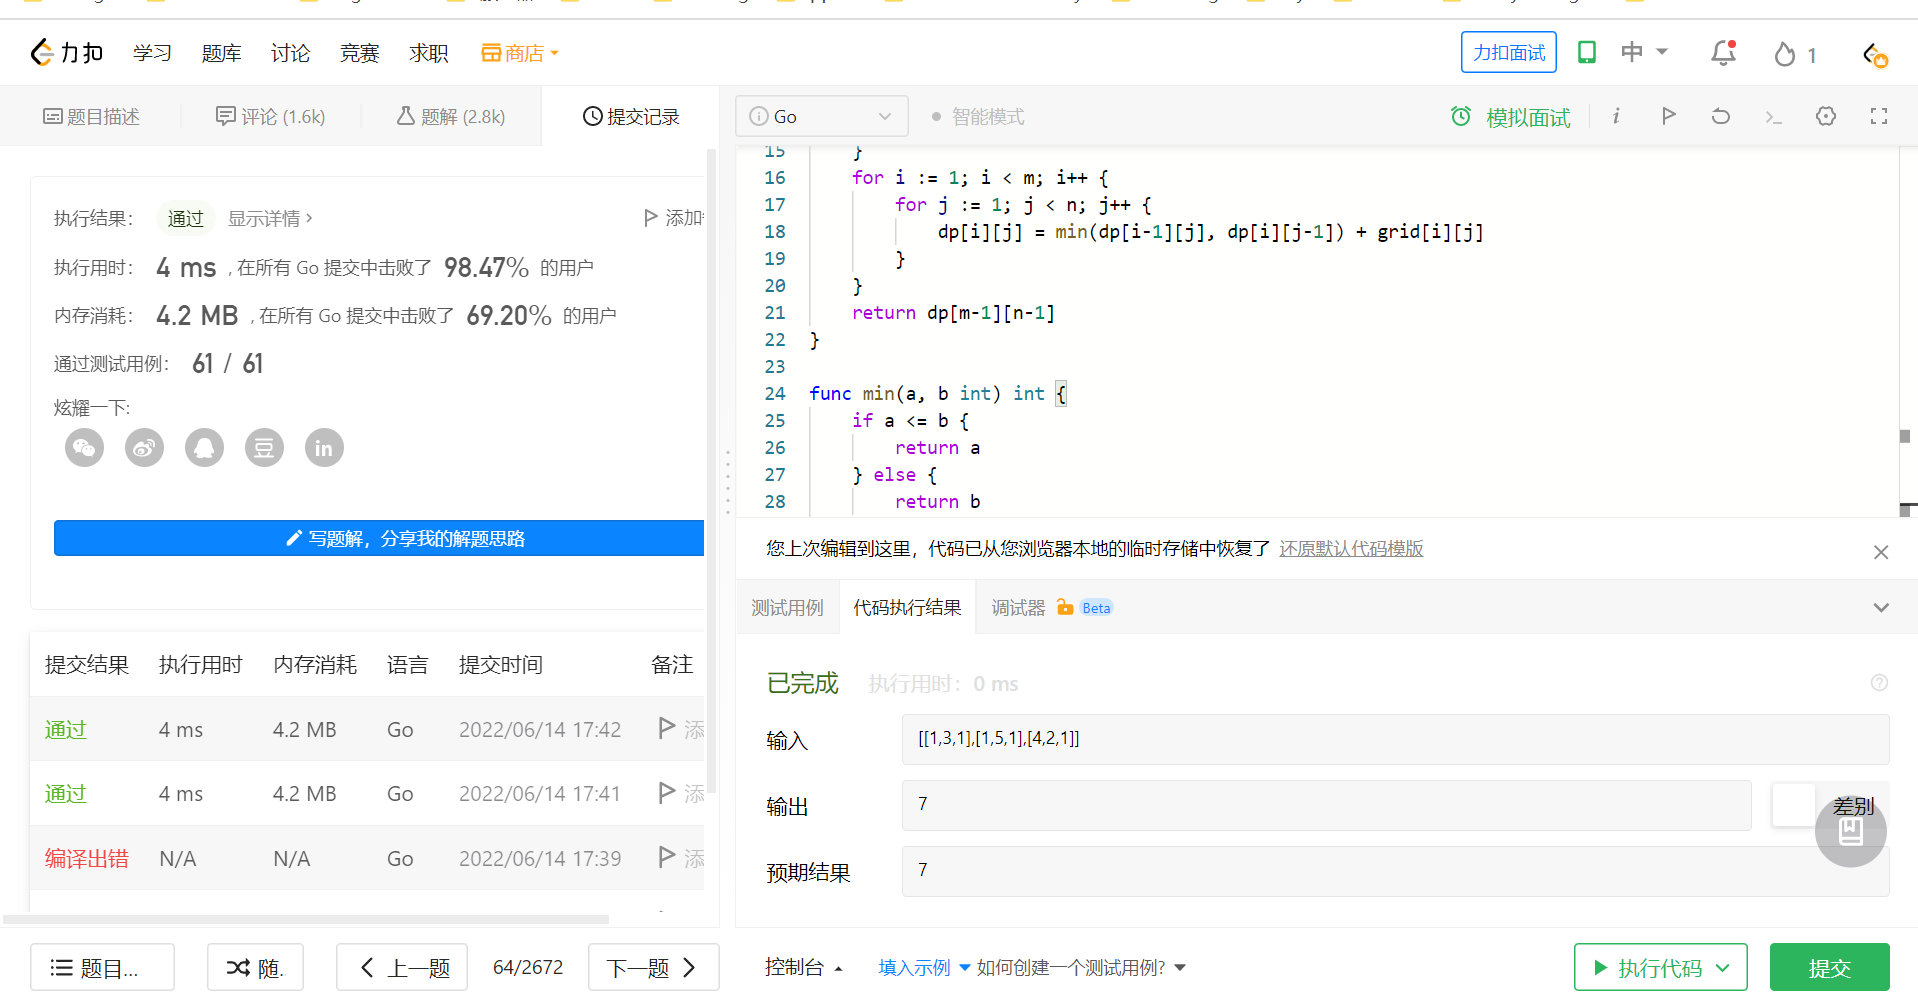 力扣 学习 题库 讨论 竞赛 求职 商店 力扣面试 中 1
题目描述 评论 (1.6k) 题解 (2.8k) 提交记录
执行结果： 通过 显示详情 > 添加
执行用时： 4 ms , 在所有 Go 提交中击败了 98.47% 的用户
内存消耗： 4.2 MB , 在所有 Go 提交中击败了 69.20% 的用户
通过测试用例： 61 / 61
炫耀一下:
豆 in
写题解，分享我的解题思路
提交结果 执行用时 内存消耗 语言 提交时间 备注
通过 4 ms 4.2 MB Go 2022/06/14 17:42 添
通过 4 ms 4.2 MB Go 2022/06/14 17:41 添
编译出错 N/A N/A Go 2022/06/14 17:39 添
题目... 随. 上一题 64/2672 下一题
Go 智能模式 模拟面试 i
15 }
16 for i := 1; i < m; i++ {
17 for j := 1; j < n; j++ {
18 dp[i][j] = min(dp[i-1][j], dp[i][j-1]) + grid[i][j]
19 }
20 }
21 return dp[m-1][n-1]
22 }
23
24 func min(a, b int) int {
25 if a <= b {
26 return a
27 } else {
28 return b
您上次编辑到这里，代码已从您浏览器本地的临时存储中恢复了 还原默认代码模版
测试用例 代码执行结果 调试器 Beta
已完成 执行用时：0 ms
输入 [[1,3,1],[1,5,1],[4,2,1]]
输出 7 差别
预期结果 7
控制台 填入示例 如何创建一个测试用例? 执行代码 提交